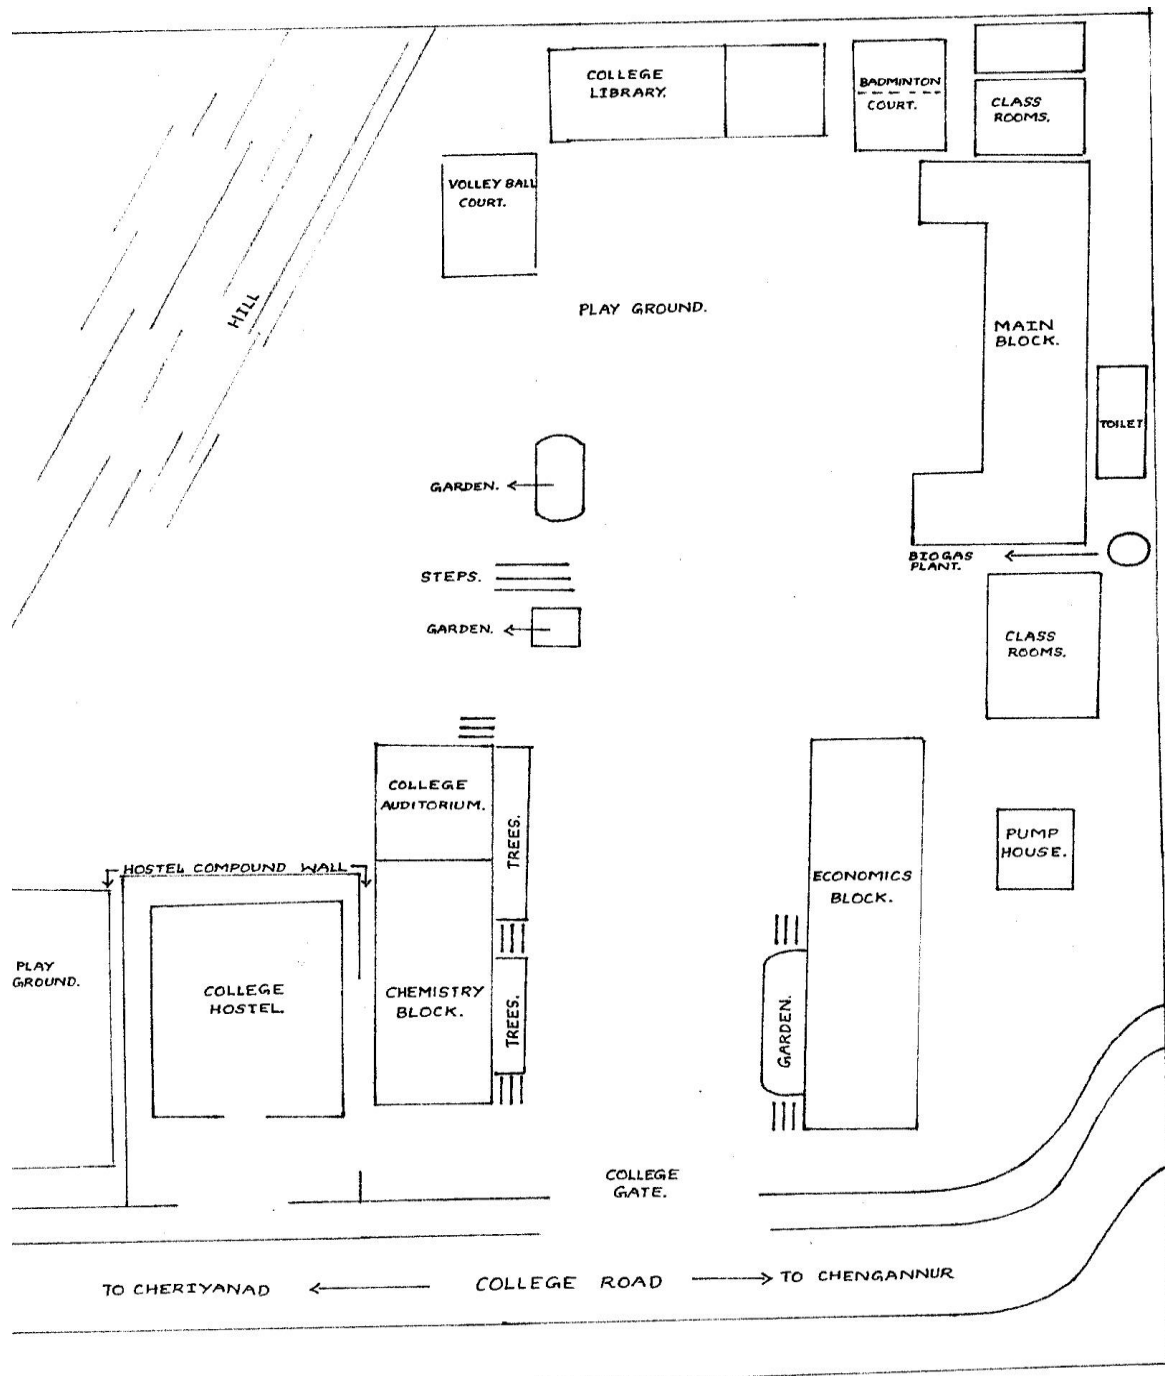 COLLEGE
LIBRARY.
BADMINTON
COURT.
CLASS
ROOMS.
VOLLEY BALL
COURT.
HILL
PLAY GROUND.
MAIN
BLOCK.
TOILET
GARDEN.
BIOGAS
PLANT.
STEPS.
GARDEN.
CLASS
ROOMS.
COLLEGE
AUDITORIUM.
TREES.
PUMP
HOUSE.
HOSTEL COMPOUND WALL
ECONOMICS
BLOCK.
PLAY
GROUND.
COLLEGE
HOSTEL.
CHEMISTRY
BLOCK.
TREES.
GARDEN.
COLLEGE
GATE.
TO CHERIYANAD
COLLEGE ROAD
TO CHENGANNUR